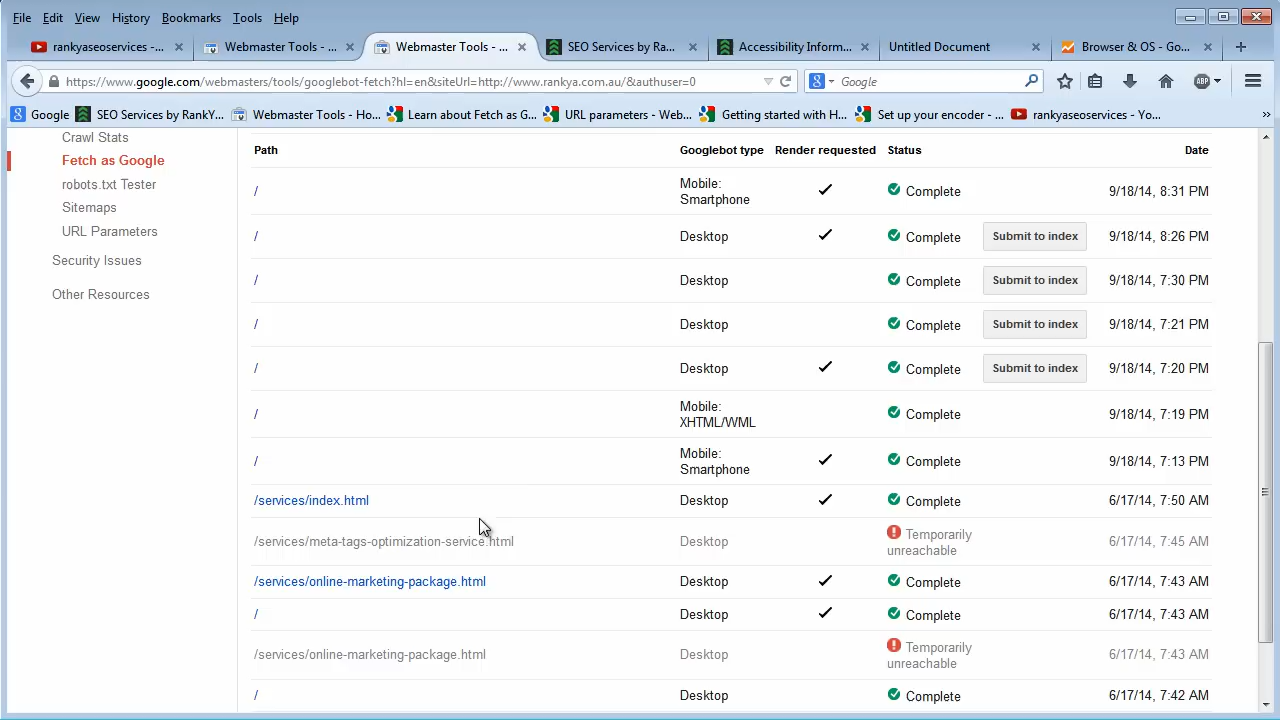 File Edit View History Bookmarks Tools Help
rankyaseoservices -... Webmaster Tools - ... Webmaster Tools - ... SEO Services by Ra... Accessibility Inform... Untitled Document Browser & OS - Go...
https://www.google.com/webmasters/tools/googlebot-fetch?hl=en&siteUrl=http://www.rankya.com.au/&authuser=0 Google ABP
Google SEO Services by RankY... Webmaster Tools - Ho... Learn about Fetch as G... URL parameters - Web... Getting started with H... Set up your encoder - ... rankyaseoservices - Yo... »
Crawl Stats
Fetch as Google
robots.txt Tester
Sitemaps
URL Parameters
Security Issues
Other Resources
Path Googlebot type Render requested Status Date
/ Mobile: Smartphone Complete 9/18/14, 8:31 PM
/ Desktop Complete Submit to index 9/18/14, 8:26 PM
/ Desktop Complete Submit to index 9/18/14, 7:30 PM
/ Desktop Complete Submit to index 9/18/14, 7:21 PM
/ Desktop Complete Submit to index 9/18/14, 7:20 PM
/ Mobile: XHTML/WML Complete 9/18/14, 7:19 PM
/ Mobile: Smartphone Complete 9/18/14, 7:13 PM
/services/index.html Desktop Complete 6/17/14, 7:50 AM
/services/meta-tags-optimization-service.html Desktop Temporarily unreachable 6/17/14, 7:45 AM
/services/online-marketing-package.html Desktop Complete 6/17/14, 7:43 AM
/ Desktop Complete 6/17/14, 7:43 AM
/services/online-marketing-package.html Desktop Temporarily unreachable 6/17/14, 7:43 AM
/ Desktop Complete 6/17/14, 7:42 AM